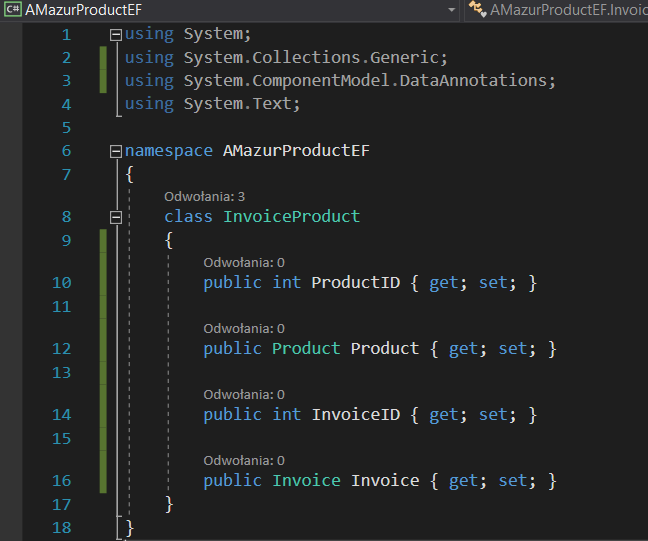 C# AMazurProductEF AMazurProductEF.Invoic
1 using System;
2 using System.Collections.Generic;
3 using System.ComponentModel.DataAnnotations;
4 using System.Text;
5
6 namespace AMazurProductEF
7 {
Odwołania: 3
8 class InvoiceProduct
9 {
Odwołania: 0
10 public int ProductID { get; set; }
11
Odwołania: 0
12 public Product Product { get; set; }
13
Odwołania: 0
14 public int InvoiceID { get; set; }
15
Odwołania: 0
16 public Invoice Invoice { get; set; }
17 }
18 }